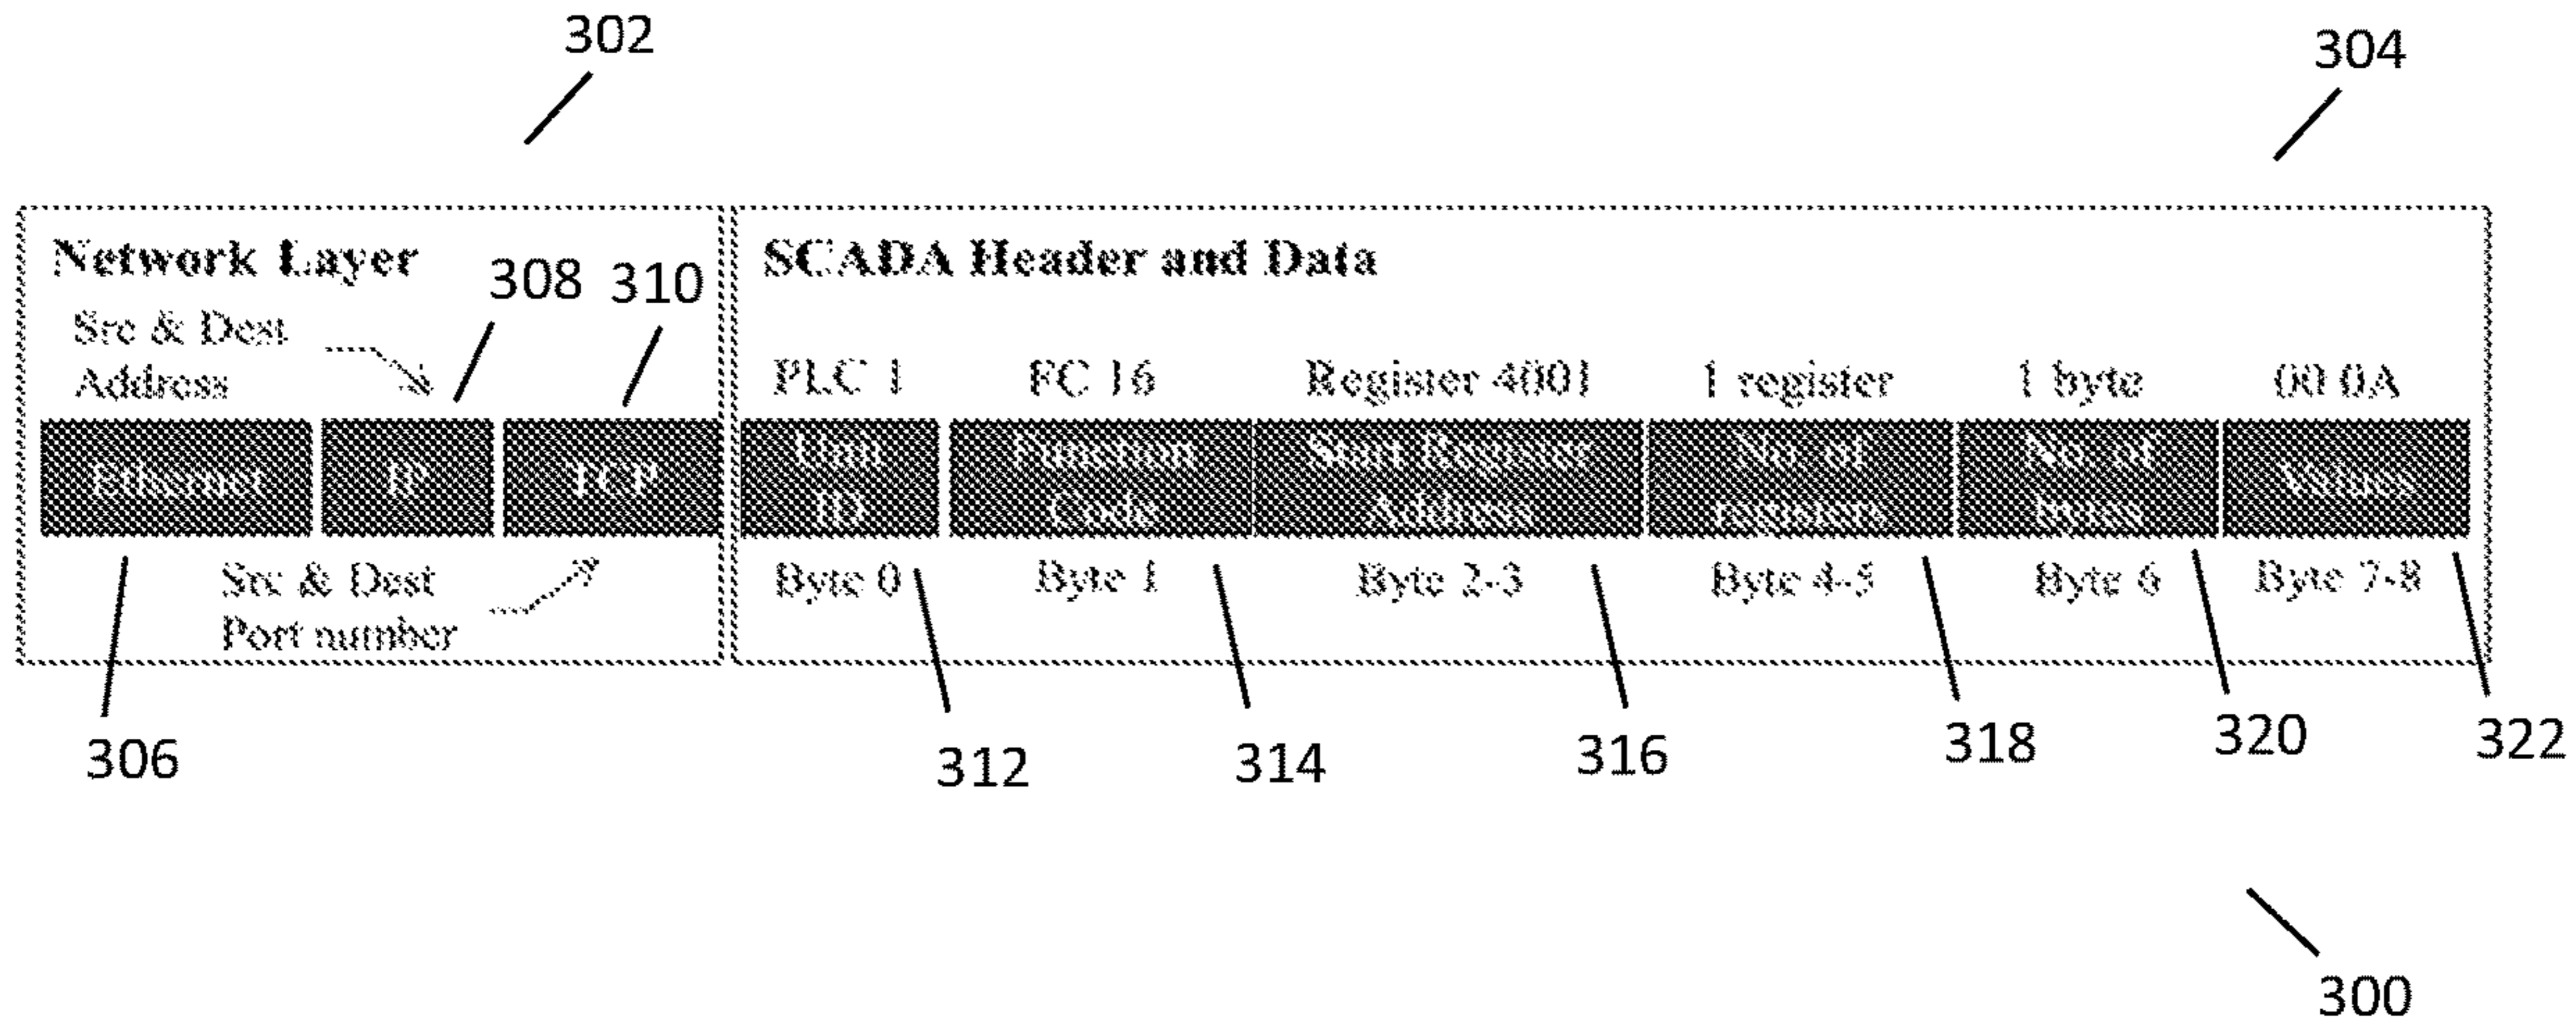 302
304
Network Layer
308
310
SCADA Header and Data
Src & Dest
Address
PLC 1
FC 16
Register 4001
1 register
1 byte
00 0A
Ethernet
IP
TCP
Unit
ID
Function
Code
Start Register
Address
No. of
registers
No. of
bytes
Values
Src & Dest
Port number
Byte 0
Byte 1
Byte 2-3
Byte 4-5
Byte 6
Byte 7-8
306
312
314
316
318
320
322
300